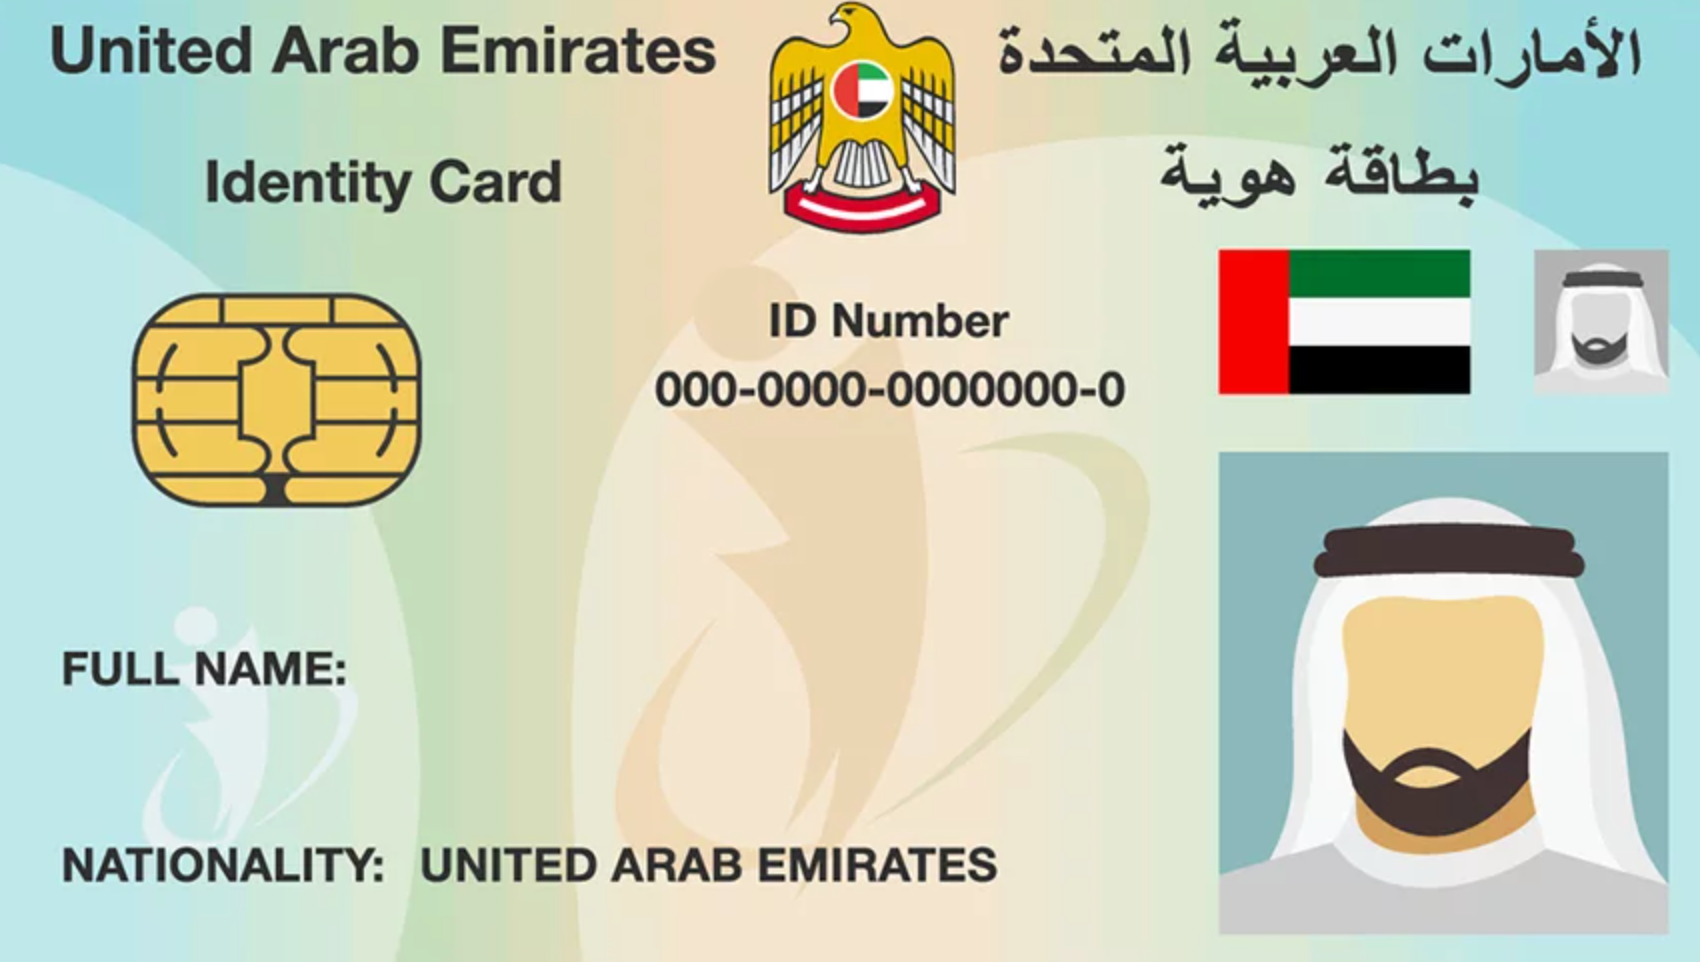 United Arab Emirates
الأمارات العربية المتحدة
Identity Card
بطاقة هوية
ID Number
000-0000-0000000-0
FULL NAME:
NATIONALITY: UNITED ARAB EMIRATES